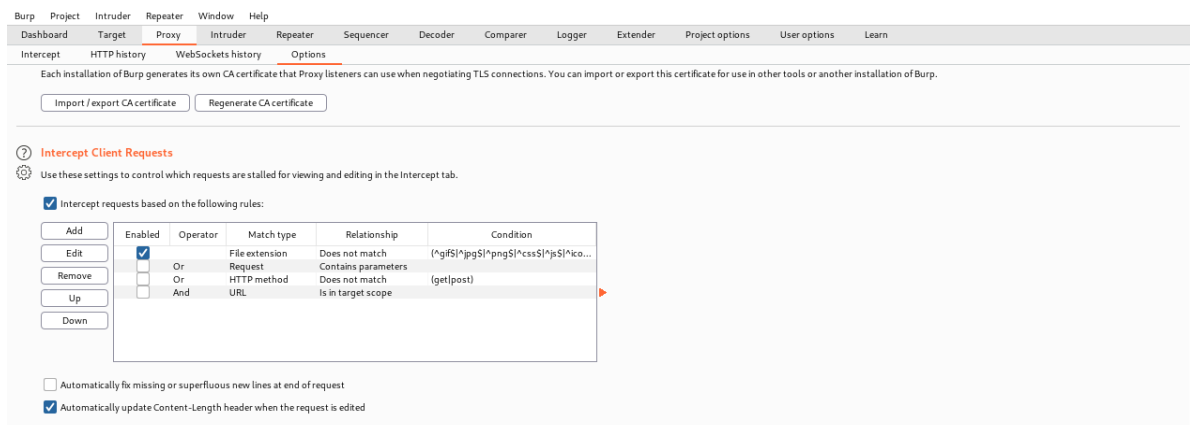 Burp Project Intruder Repeater Window Help
Dashboard Target Proxy Intruder Repeater Sequencer Decoder Comparer Logger Extender Project options User options Learn
Intercept HTTP history WebSockets history Options
Each installation of Burp generates its own CA certificate that Proxy listeners can use when negotiating TLS connections. You can import or export this certificate for use in other tools or another installation of Burp.
Import / export CA certificate Regenerate CA certificate
? Intercept Client Requests
Use these settings to control which requests are stalled for viewing and editing in the Intercept tab.
Intercept requests based on the following rules:
Add Enabled Operator Match type Relationship Condition
Edit File extension Does not match (^gif$|^jpg$|^png$|^css$|^js$|^ico...
Or Request Contains parameters
Remove Or HTTP method Does not match (get|post)
Up And URL Is in target scope
Down
Automatically fix missing or superfluous new lines at end of request
Automatically update Content-Length header when the request is edited